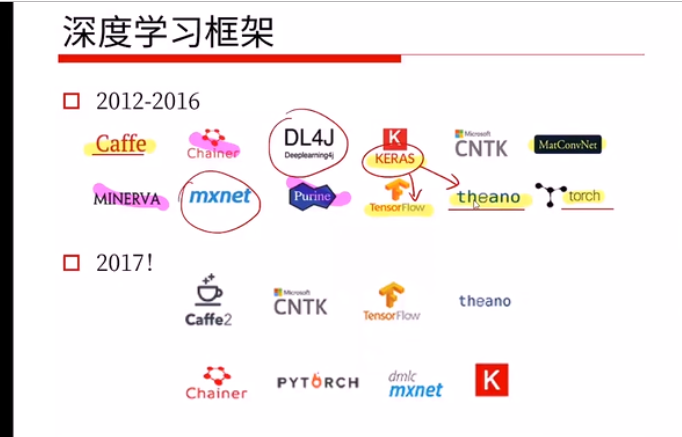 深度学习框架
2012-2016
Caffe
Chainer
DL4J
Deeplearning4j
K
KERAS
Microsoft
CNTK
MatConvNet
MINERVA
mxnet
Purine
TensorFlow
theano
torch
2017!
Caffe2
Microsoft
CNTK
TensorFlow
theano
Chainer
PYTORCH
dmlc
mxnet
K